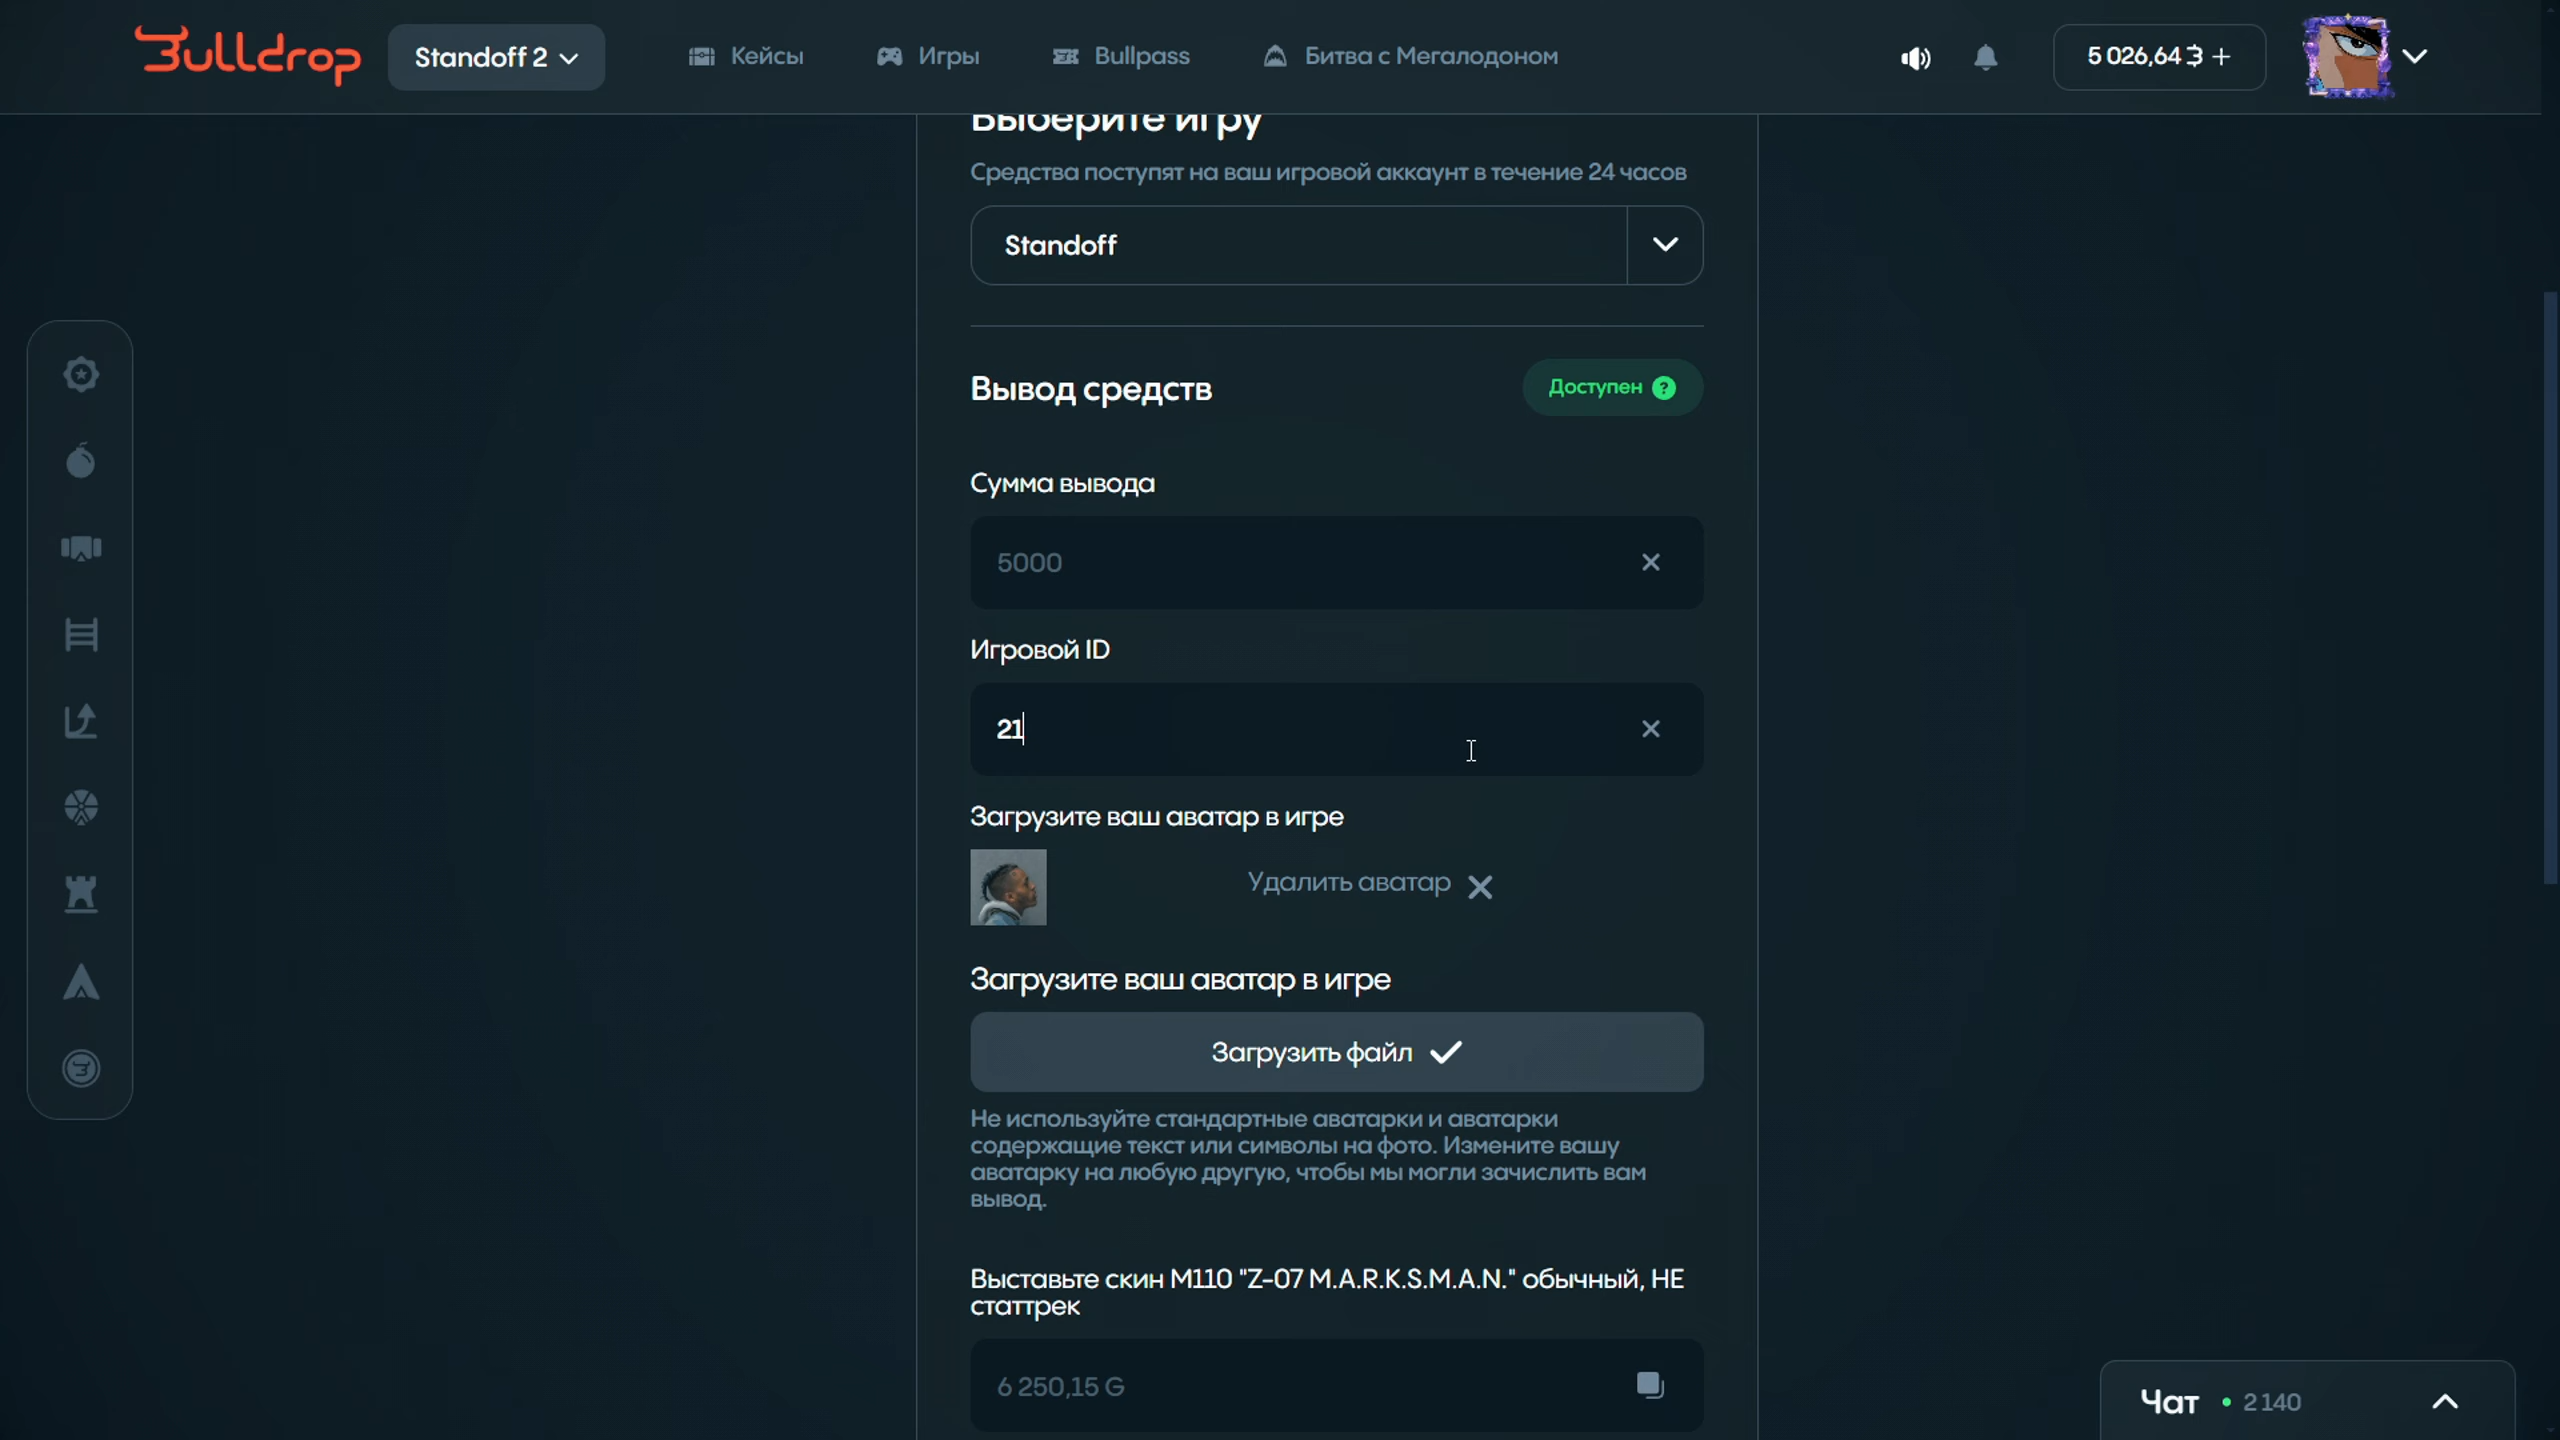 Bulldrop
Standoff 2
Кейсы
Игры
Bullpass
Битва с Мегалодоном
5 026,64 +
Выберите игру
Средства поступят на ваш игровой аккаунт в течение 24 часов
Standoff
Вывод средств
Доступен ?
Сумма вывода
5000
Игровой ID
21
Загрузите ваш аватар в игре
Удалить аватар
Загрузите ваш аватар в игре
Загрузить файл
Не используйте стандартные аватарки и аватарки
содержащие текст или символы на фото. Измените вашу
аватарку на любую другую, чтобы мы могли зачислить вам
вывод.
Выставьте скин M110 "Z-07 M.A.R.K.S.M.A.N." обычный, НЕ
статтрек
6 250,15 G
Чат • 2 140